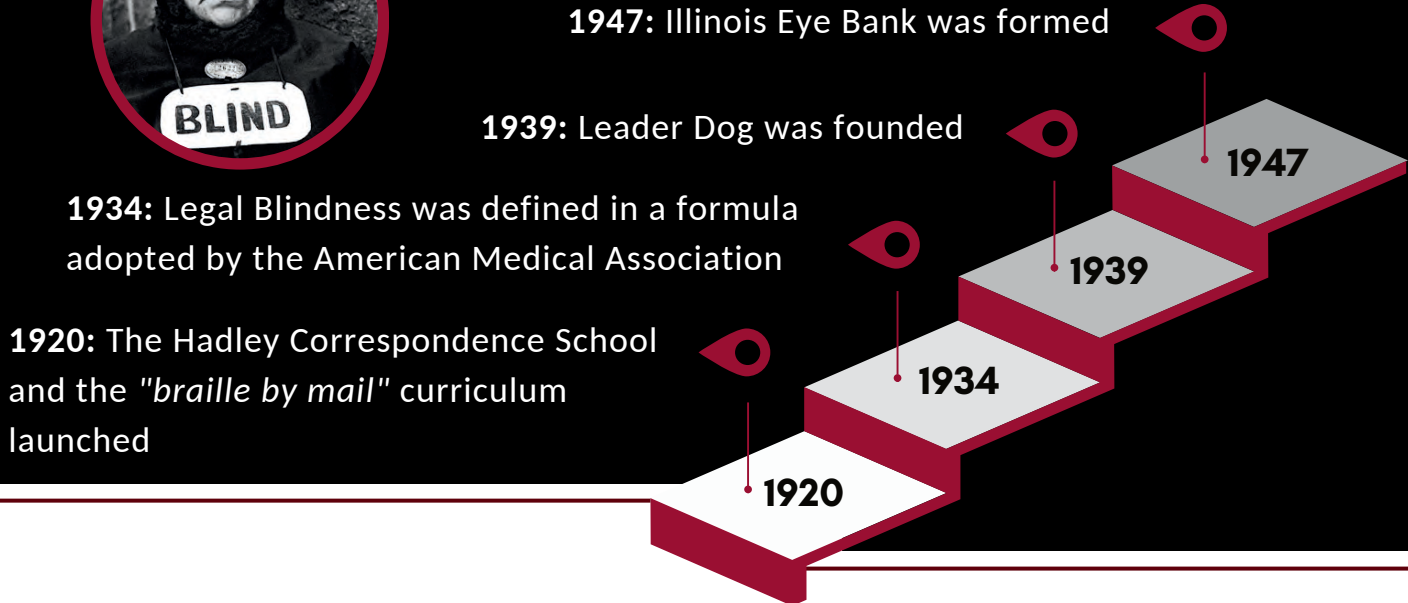 1947: Illinois Eye Bank was formed
BLIND
1939: Leader Dog was founded
1947
1934: Legal Blindness was defined in a formula
adopted by the American Medical Association
1939
1920: The Hadley Correspondence School
and the "braille by mail" curriculum
launched
1934
1920